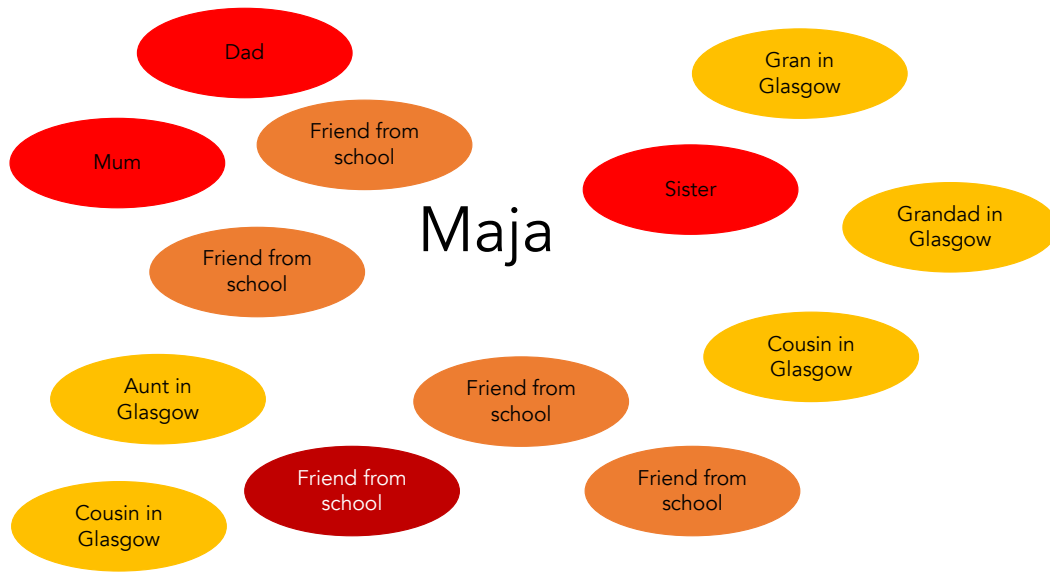 Dad
Gran in
Glasgow
Friend from
school
Mum
Sister
Maja
Grandad in
Glasgow
Friend from
school
Cousin in
Glasgow
Aunt in
Glasgow
Friend from
school
Friend from
school
Friend from
school
Cousin in
Glasgow